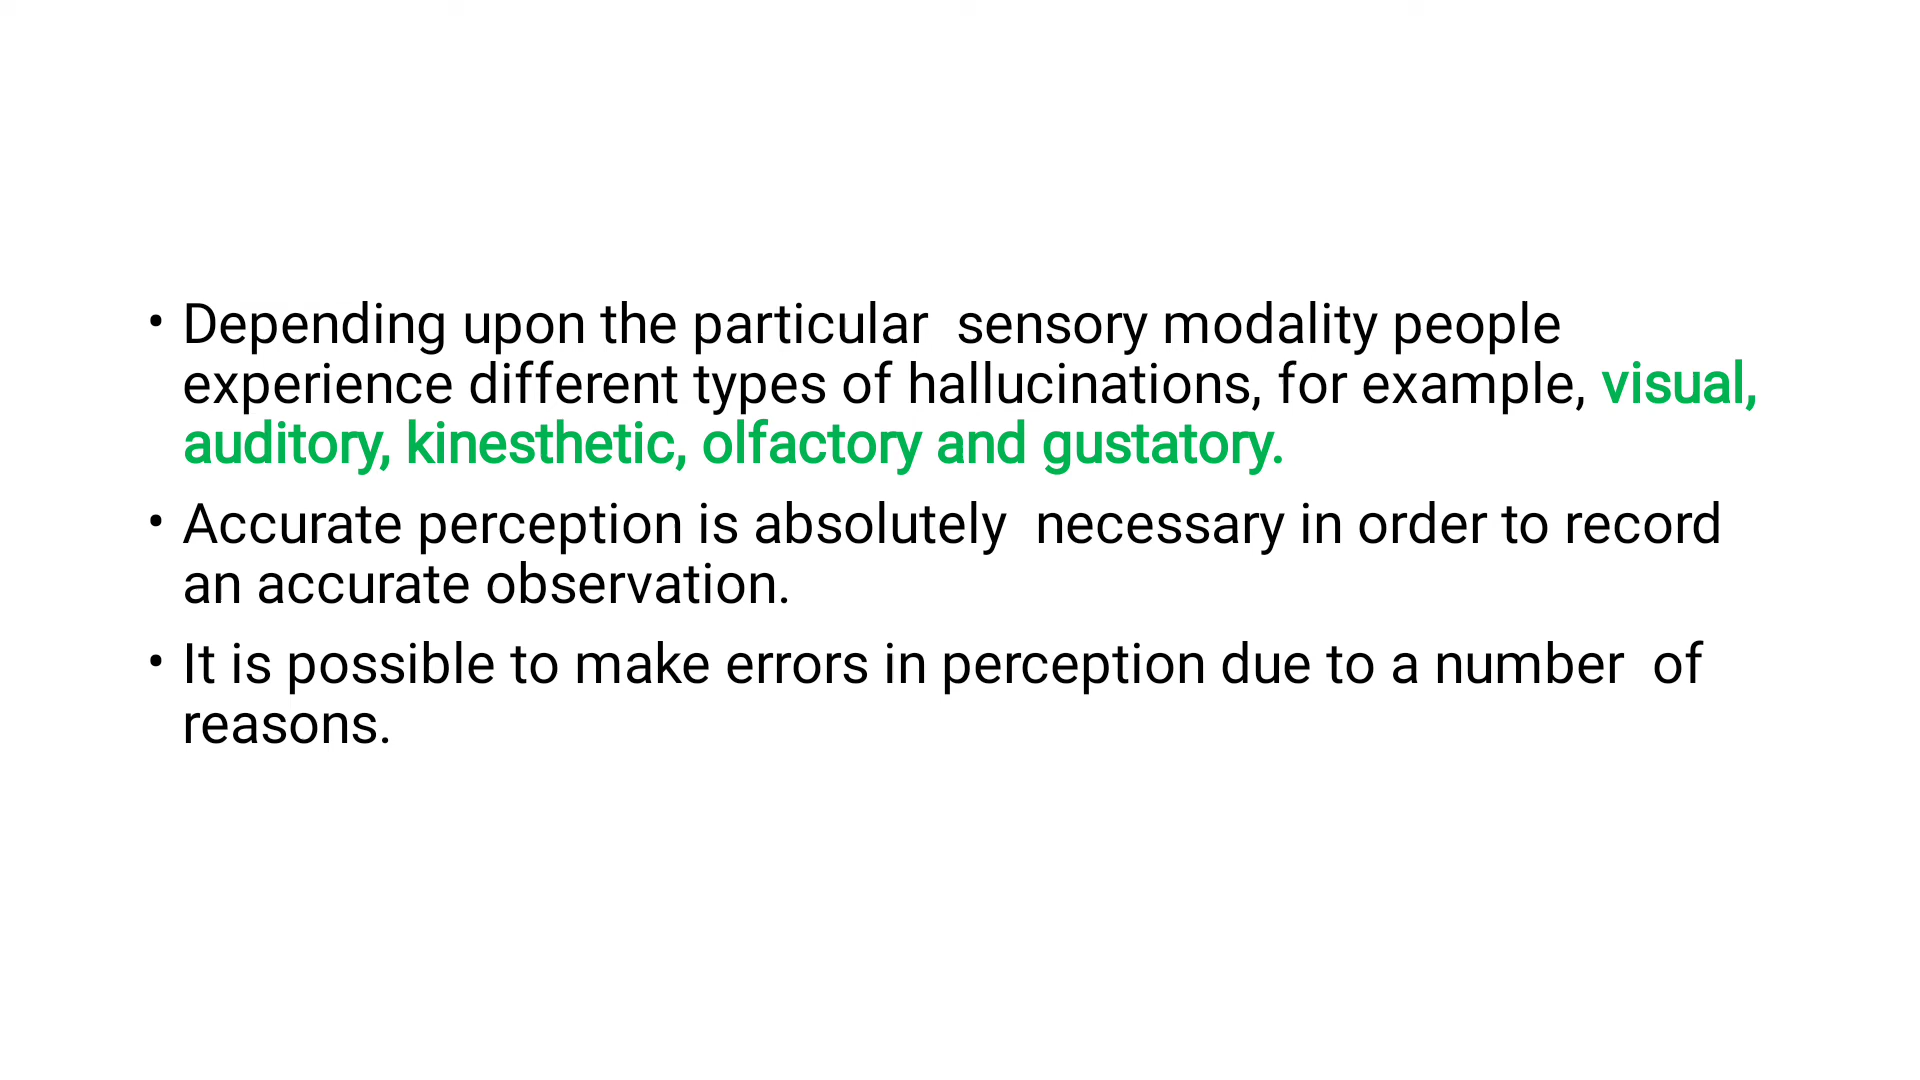 • Depending upon the particular  sensory modality people
experience different types of hallucinations, for example, visual,
auditory, kinesthetic, olfactory and gustatory.
• Accurate perception is absolutely  necessary in order to record
an accurate observation.
• It is possible to make errors in perception due to a number  of
reasons.